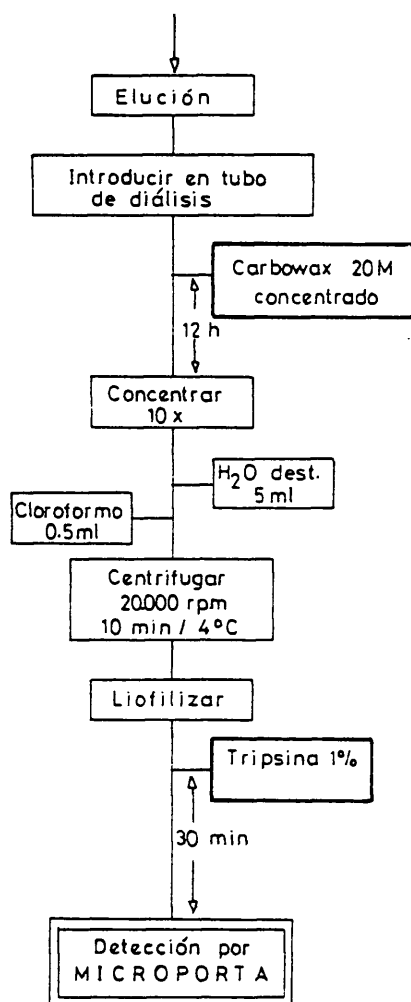 Elución
Introducir en tubo
de diálisis
Carbowax 20M
concentrado
12 h
Concentrar
10 x
H2O dest.
5 ml
Cloroformo
0.5ml
Centrifugar
20.000 rpm
10 min / 4ºC
Liofilizar
Tripsina 1%
30 min
Detección por
MICROPORTA